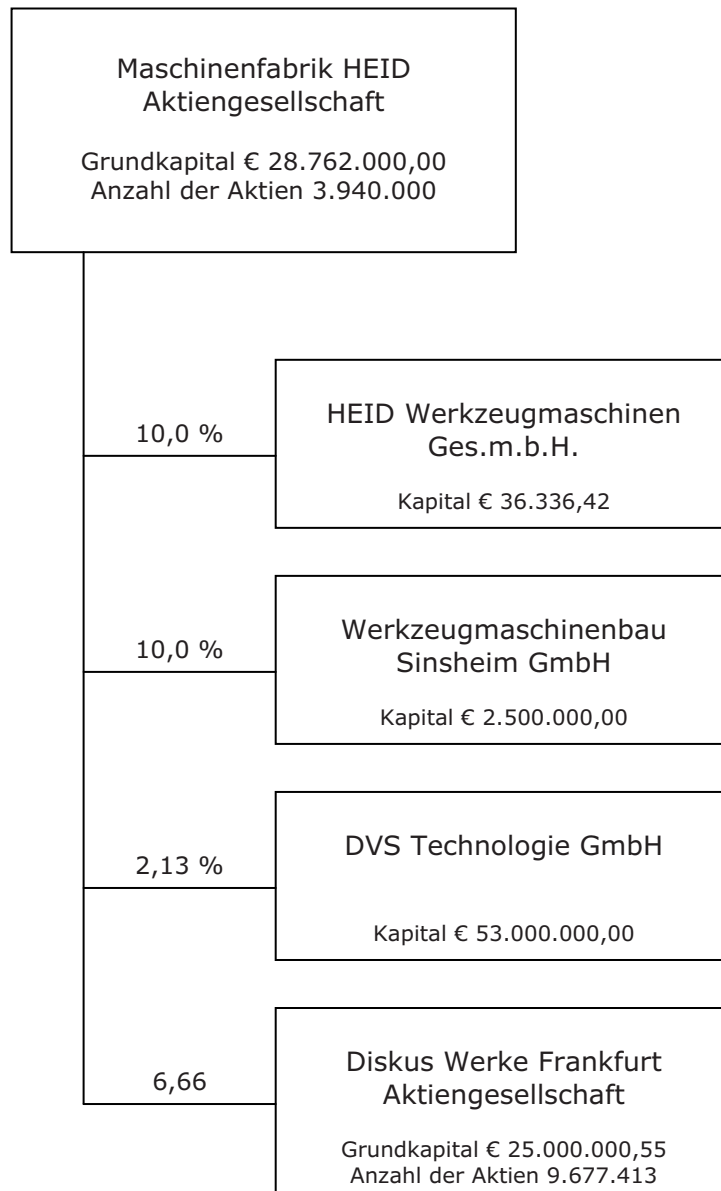 Maschinenfabrik HEID
Aktiengesellschaft
Grundkapital € 28.762.000,00
Anzahl der Aktien 3.940.000
10,0 %
HEID Werkzeugmaschinen
Ges.m.b.H.
Kapital € 36.336,42
10,0 %
Werkzeugmaschinenbau
Sinsheim GmbH
Kapital € 2.500.000,00
2,13 %
DVS Technologie GmbH
Kapital € 53.000.000,00
6,66
Diskus Werke Frankfurt
Aktiengesellschaft
Grundkapital € 25.000.000,55
Anzahl der Aktien 9.677.413